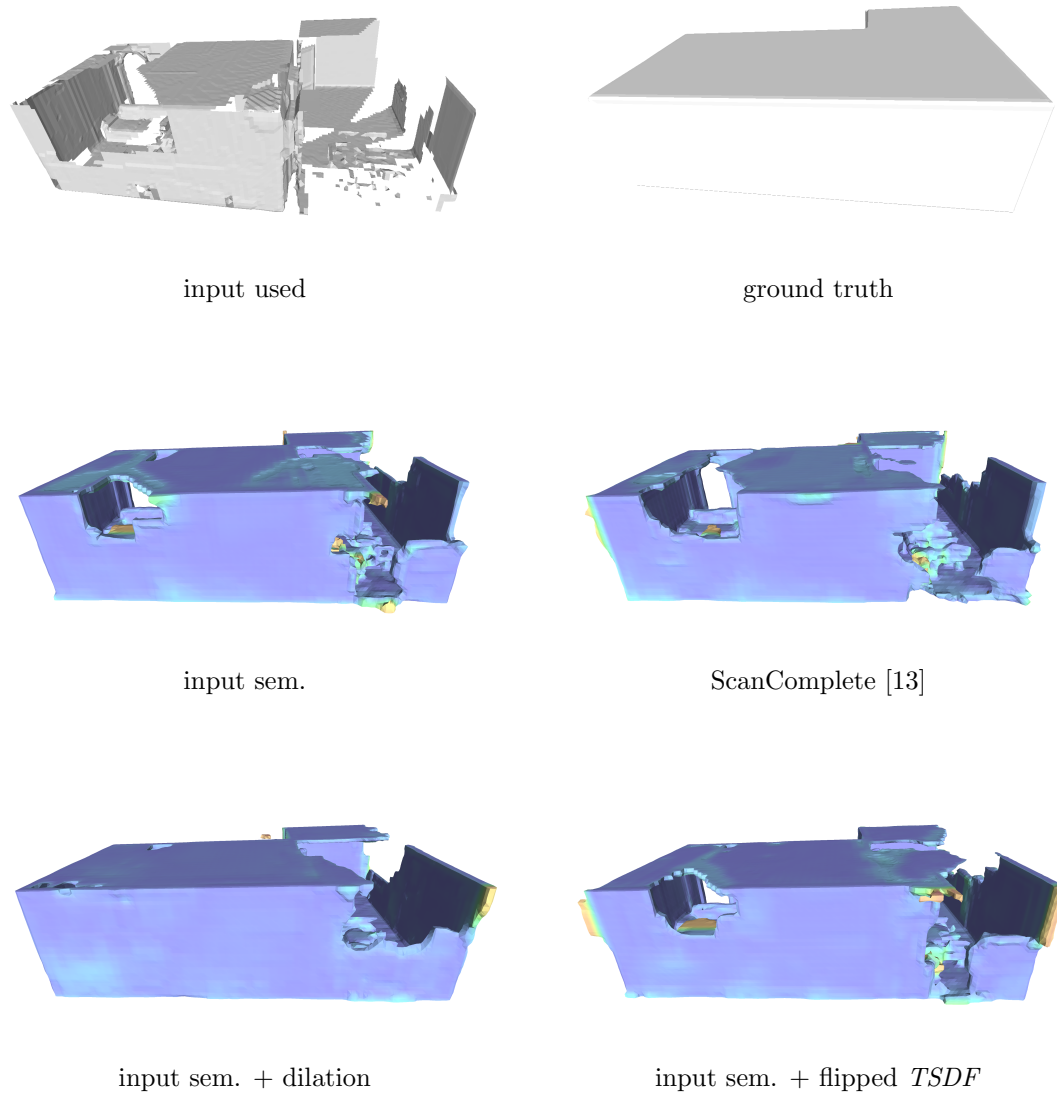 input used
ground truth
input sem.
ScanComplete [13]
input sem. + dilation
input sem. + flipped TSDF